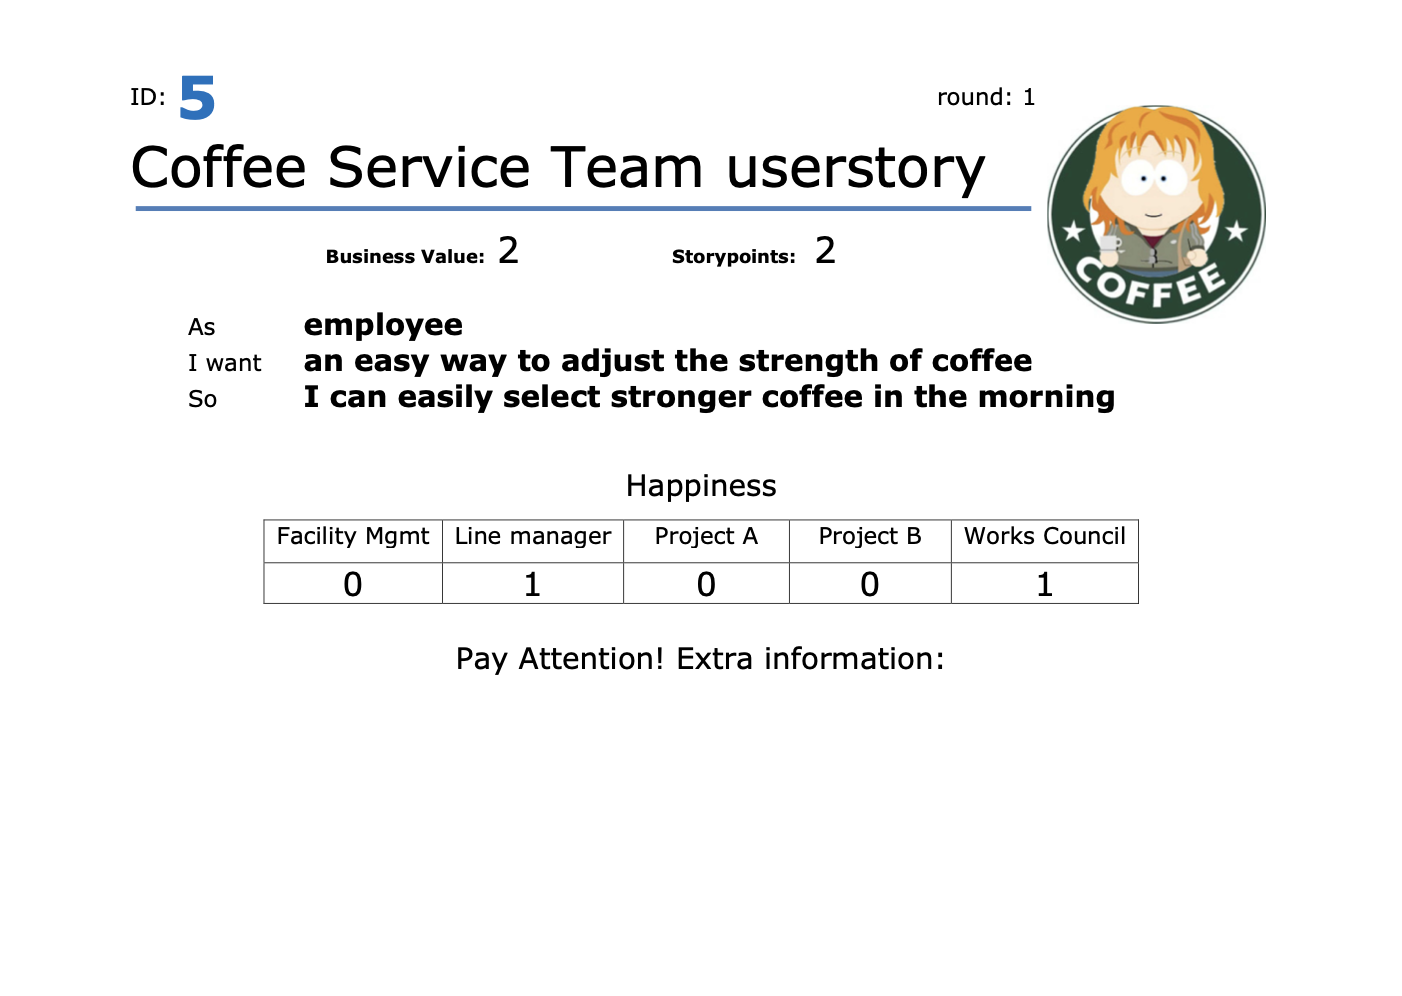 ID: 5
round: 1
Coffee Service Team userstory
Business Value: 2
Storypoints: 2
As employee
I want an easy way to adjust the strength of coffee
So I can easily select stronger coffee in the morning
COFFEE
Happiness
Facility Mgmt Line manager Project A Project B Works Council
0 1 0 0 1
Pay Attention! Extra information: